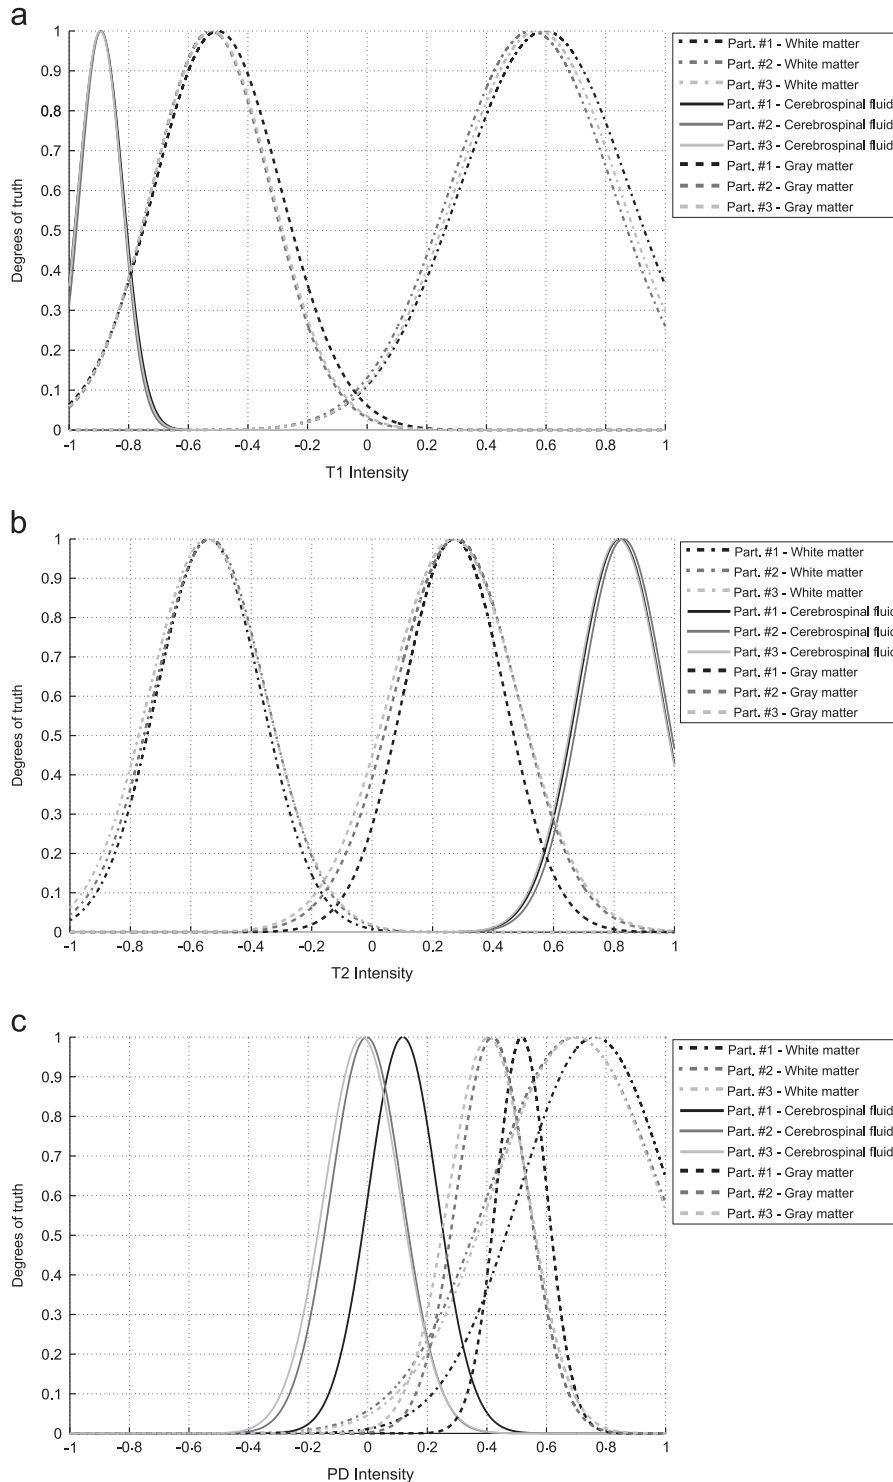 a
1
0.9
0.8
0.7
0.6
0.5
0.4
0.3
0.2
0.1
0
Degrees of truth
-1 -0.8 -0.6 -0.4 -0.2 0 0.2 0.4 0.6 0.8 1
T1 Intensity
Part. #1 - White matter
Part. #2 - White matter
Part. #3 - White matter
Part. #1 - Cerebrospinal fluid
Part. #2 - Cerebrospinal fluid
Part. #3 - Cerebrospinal fluid
Part. #1 - Gray matter
Part. #2 - Gray matter
Part. #3 - Gray matter
b
1
0.9
0.8
0.7
0.6
0.5
0.4
0.3
0.2
0.1
0
Degrees of truth
-1 -0.8 -0.6 -0.4 -0.2 0 0.2 0.4 0.6 0.8 1
T2 Intensity
Part. #1 - White matter
Part. #2 - White matter
Part. #3 - White matter
Part. #1 - Cerebrospinal fluid
Part. #2 - Cerebrospinal fluid
Part. #3 - Cerebrospinal fluid
Part. #1 - Gray matter
Part. #2 - Gray matter
Part. #3 - Gray matter
c
1
0.9
0.8
0.7
0.6
0.5
0.4
0.3
0.2
0.1
0
Degrees of truth
-1 -0.8 -0.6 -0.4 -0.2 0 0.2 0.4 0.6 0.8 1
PD Intensity
Part. #1 - White matter
Part. #2 - White matter
Part. #3 - White matter
Part. #1 - Cerebrospinal fluid
Part. #2 - Cerebrospinal fluid
Part. #3 - Cerebrospinal fluid
Part. #1 - Gray matter
Part. #2 - Gray matter
Part. #3 - Gray matter